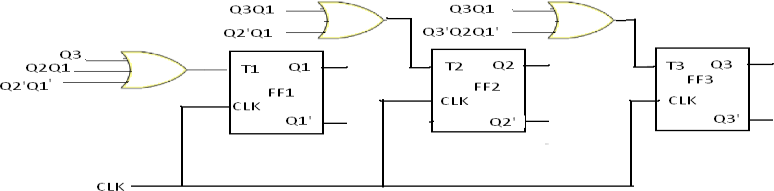 Q3Q1
Q2'Q1
Q3Q1
Q3'Q2Q1'
Q3
Q2Q1
Q2'Q1'
T1 Q1
FF1
CLK
Q1'
T2 Q2
FF2
CLK
Q2'
T3 Q3
FF3
CLK
Q3'
CLK